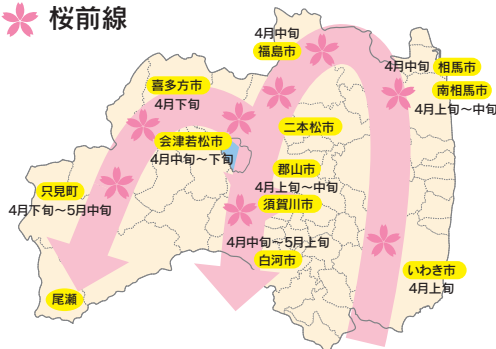 桜前線
4月中旬
福島市
4月中旬
相馬市
南相馬市
4月上旬〜中旬
喜多方市
4月下旬
二本松市
会津若松市
4月中旬〜下旬
郡山市
4月上旬〜中旬
須賀川市
只見町
4月下旬〜5月中旬
4月中旬〜5月上旬
白河市
いわき市
4月上旬
尾瀬